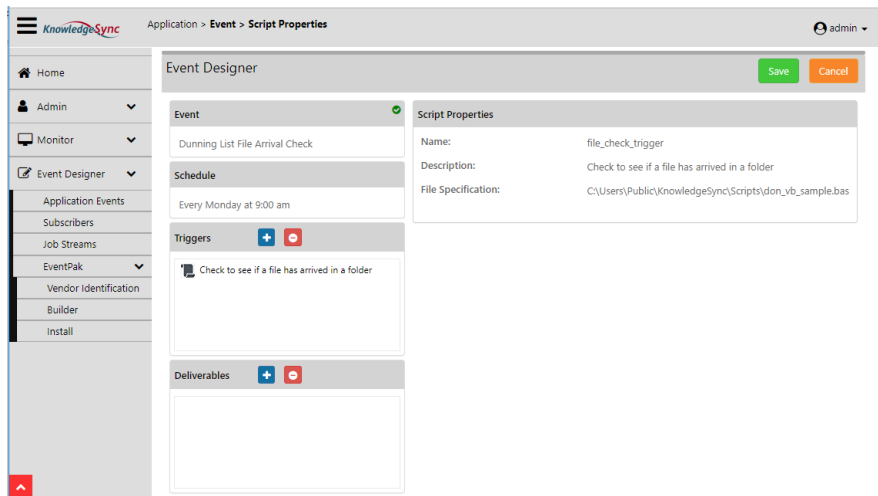 KnowledgeSync
Application > Event > Script Properties
admin
Home
Admin
Monitor
Event Designer
Application Events
Subscribers
Job Streams
EventPak
Vendor Identification
Builder
Install
Event Designer
Save
Cancel
Event
Dunning List File Arrival Check
Schedule
Every Monday at 9:00 am
Triggers
Check to see if a file has arrived in a folder
Deliverables
Script Properties
Name: file_check_trigger
Description: Check to see if a file has arrived in a folder
File Specification: C:\Users\Public\KnowledgeSync\Scripts\don_vb_sample.bas